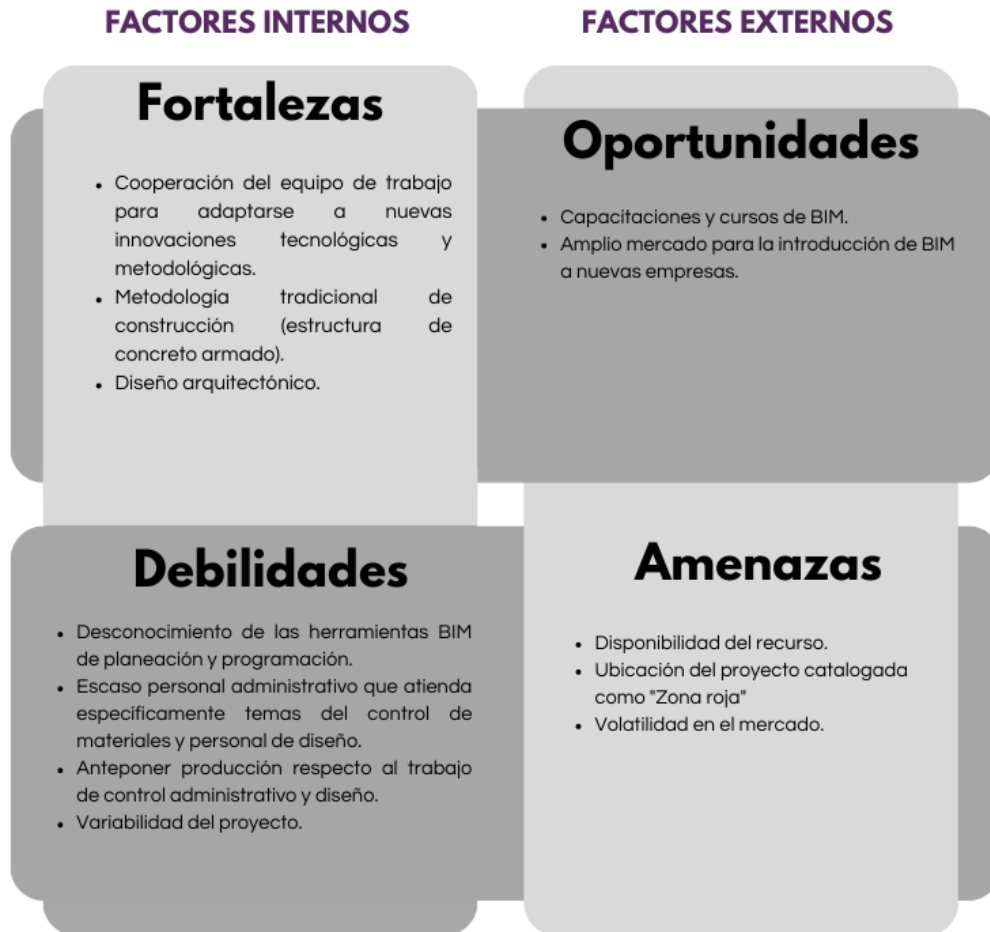 FACTORES INTERNOS
FACTORES EXTERNOS
Fortalezas
• Cooperación del equipo de trabajo
para adaptarse a nuevas
innovaciones tecnológicas y
metodológicas.
• Metodología tradicional de
construcción (estructura de
concreto armado).
• Diseño arquitectónico.
Oportunidades
• Capacitaciones y cursos de BIM.
• Amplio mercado para la introducción de BIM
a nuevas empresas.
Debilidades
• Desconocimiento de las herramientas BIM
de planeación y programación.
• Escaso personal administrativo que atienda
específicamente temas del control de
materiales y personal de diseño.
• Anteponer producción respecto al trabajo
de control administrativo y diseño.
• Variabilidad del proyecto.
Amenazas
• Disponibilidad del recurso.
• Ubicación del proyecto catalogada
como "Zona roja"
• Volatilidad en el mercado.